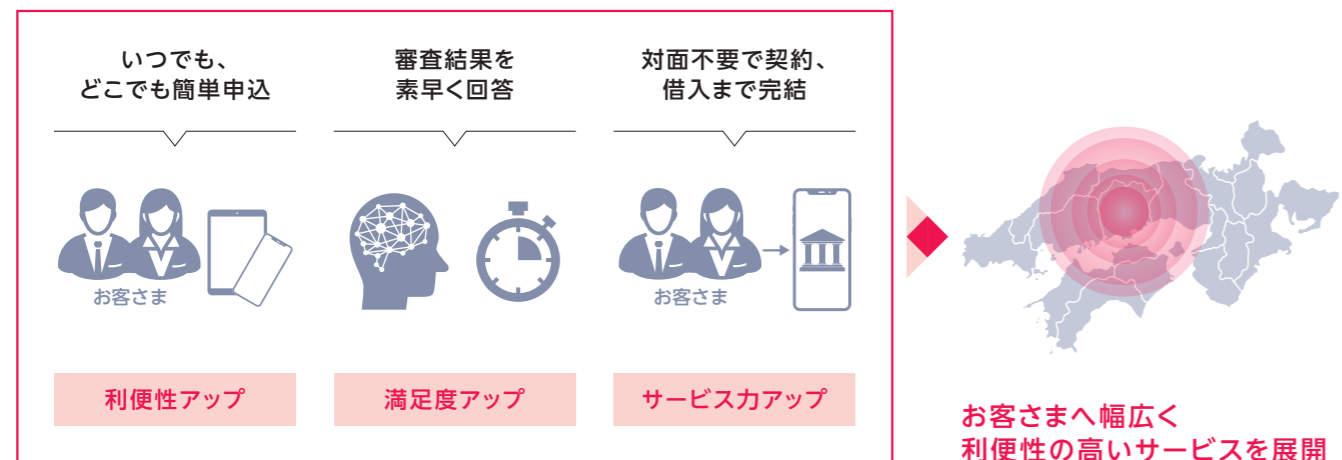 いつでも、
どこでも簡単申込
審査結果を
素早く回答
対面不要で契約、
借入まで完結
お客さま
お客さま
利便性アップ
満足度アップ
サービス力アップ
お客さまへ幅広く
利便性の高いサービスを展開